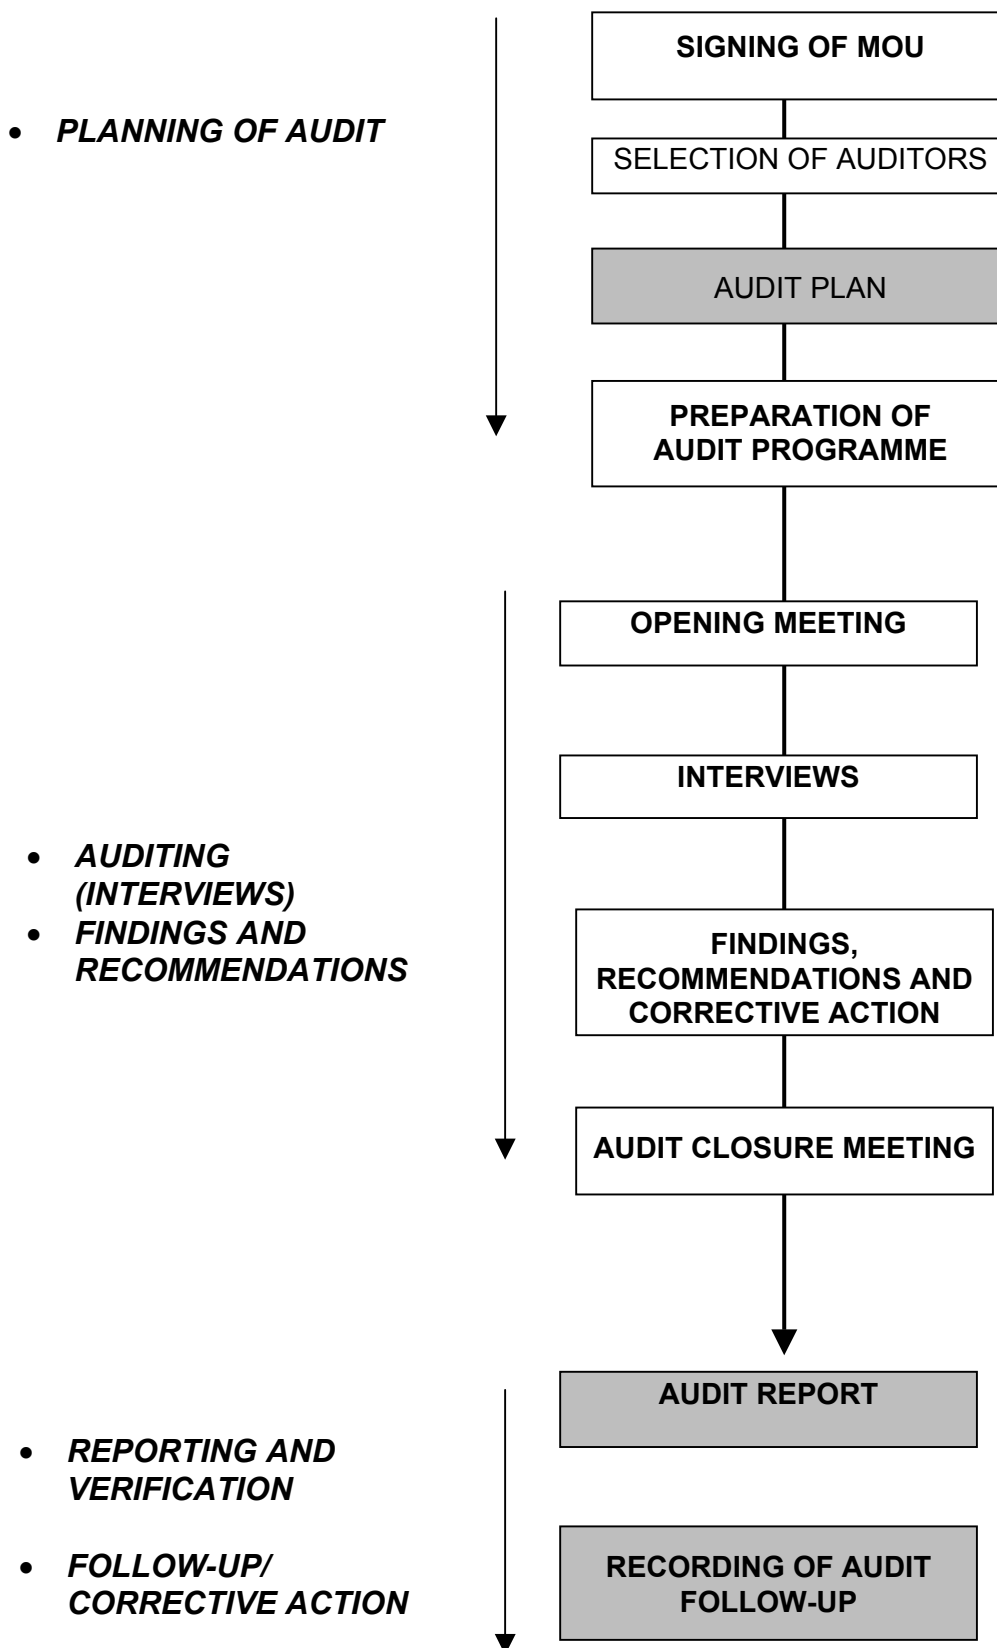 SIGNING OF MOU
• PLANNING OF AUDIT
SELECTION OF AUDITORS
AUDIT PLAN
PREPARATION OF
AUDIT PROGRAMME
OPENING MEETING
INTERVIEWS
• AUDITING
(INTERVIEWS)
• FINDINGS AND
RECOMMENDATIONS
FINDINGS,
RECOMMENDATIONS AND
CORRECTIVE ACTION
AUDIT CLOSURE MEETING
AUDIT REPORT
• REPORTING AND
VERIFICATION
• FOLLOW-UP/
CORRECTIVE ACTION
RECORDING OF AUDIT
FOLLOW-UP